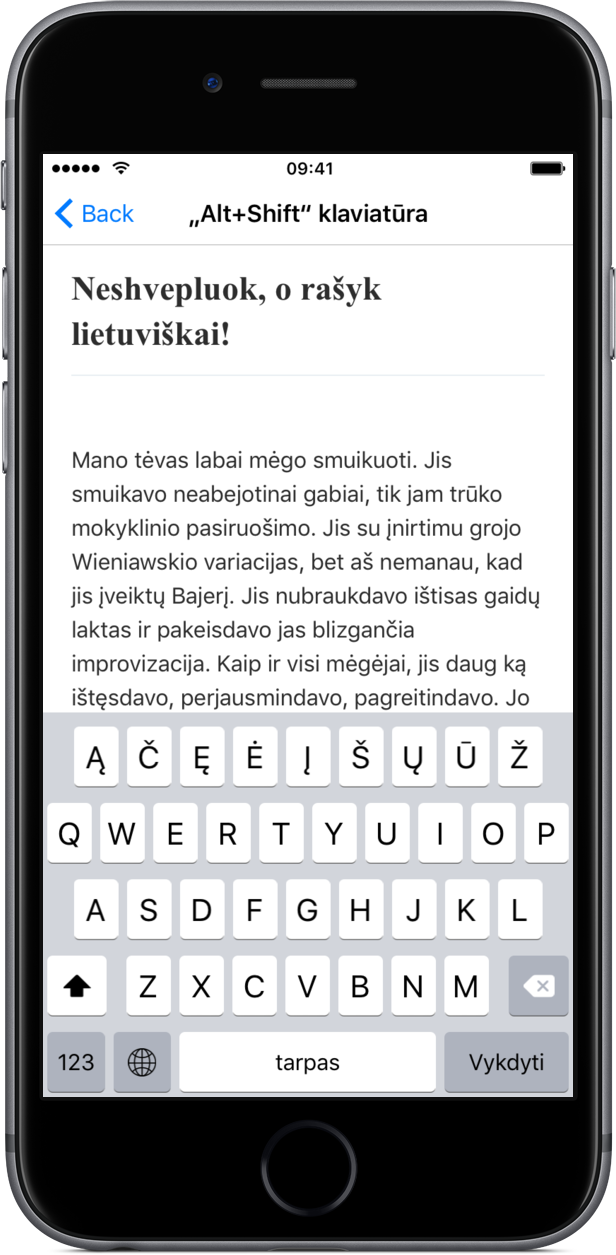 09:41
Back „Alt+Shift“ klaviatūra
Neshvepluok, o rašyk
lietuviškai!
Mano tėvas labai mėgo smuikuoti. Jis
smuikavo neabejotinai gabiai, tik jam trūko
mokyklinio pasiruošimo. Jis su įnirtimu grojo
Wieniawskio variacijas, bet aš nemanau, kad
jis įveiktų Bajerį. Jis nubraukdavo ištisas gaidų
laktas ir pakeisdavo jas blizgančia
improvizacija. Kaip ir visi mėgėjai, jis daug ką
ištęsdavo, perjausmindavo, pagreitindavo. Jo
Ą Č Ę Ė Į Š Ų Ū Ž
Q W E R T Y U I O P
A S D F G H J K L
Z X C V B N M
123 tarpas Vykdyti